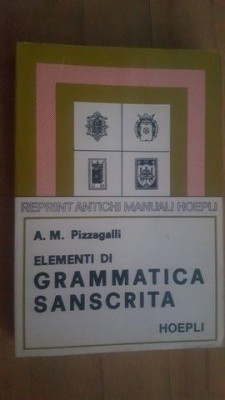 REPRINT ANTICHI MANUALI HOEPLI
A. M. Pizzagalli
ELEMENTI DI
GRAMMATICA
SANSCRITA
HOEPLI